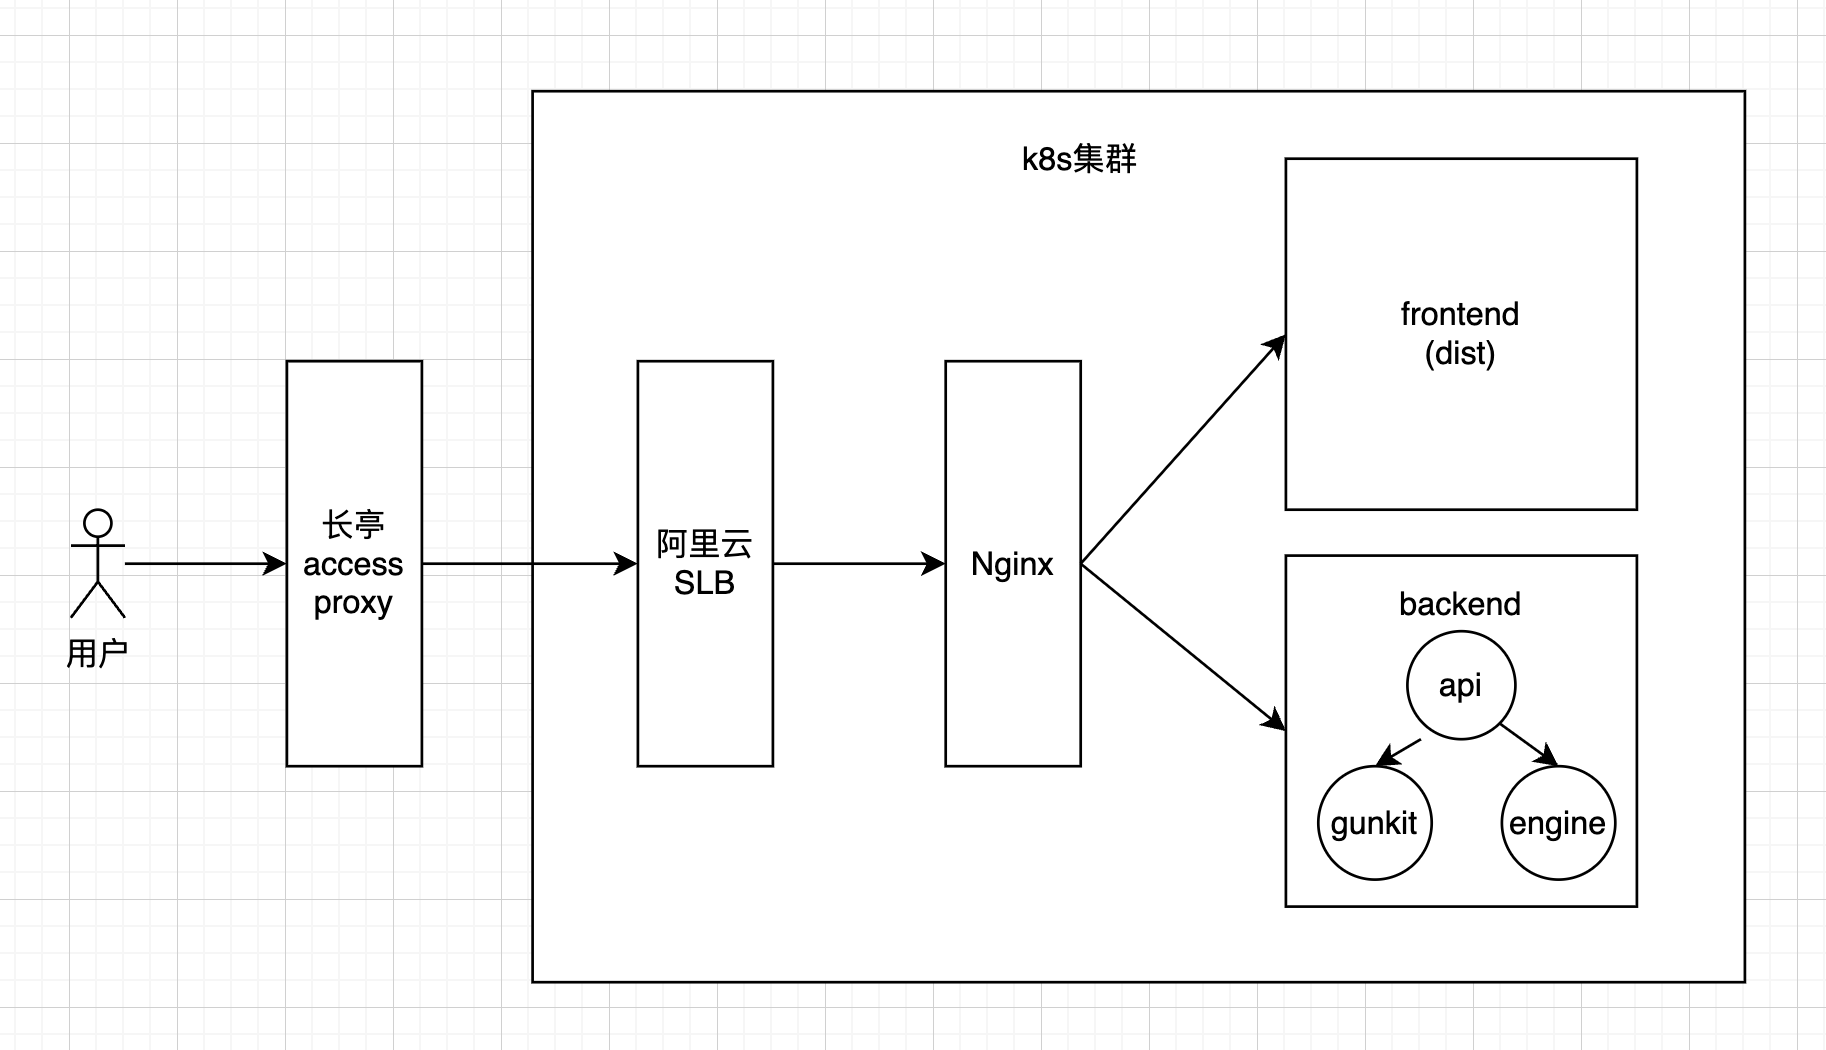 用户
长亭
access
proxy
k8s集群
阿里云
SLB
Nginx
frontend
(dist)
backend
api
gunkit
engine